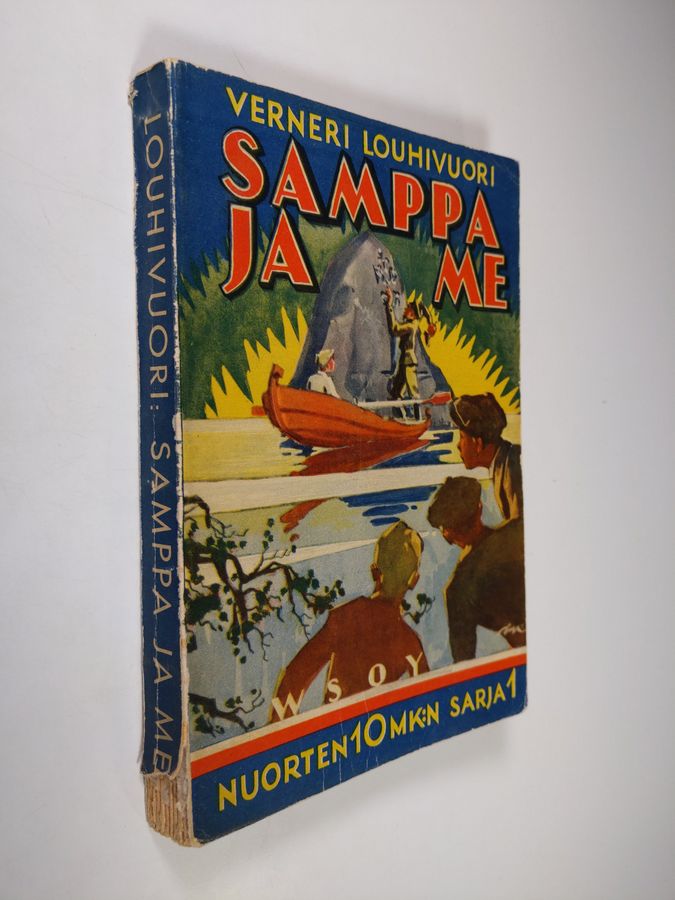 VERNERI LOUHIVUORI
SAMPPA
JA ME
WSOY
NUORTEN 10 MK:N SARJA 1
LOUHIVUORI: SAMPPA JA ME